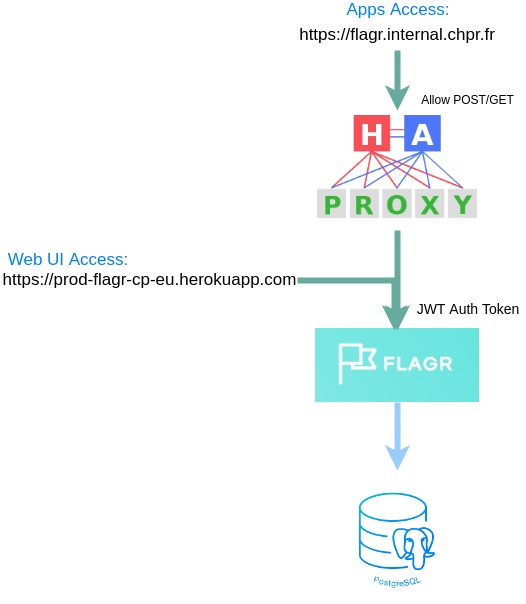 Apps Access:
https://flagr.internal.chpr.fr
Allow POST/GET
H A
PROXY
Web UI Access:
https://prod-flagr-cp-eu.herokuapp.com
JWT Auth Token
FLAGR
PostgreSQL